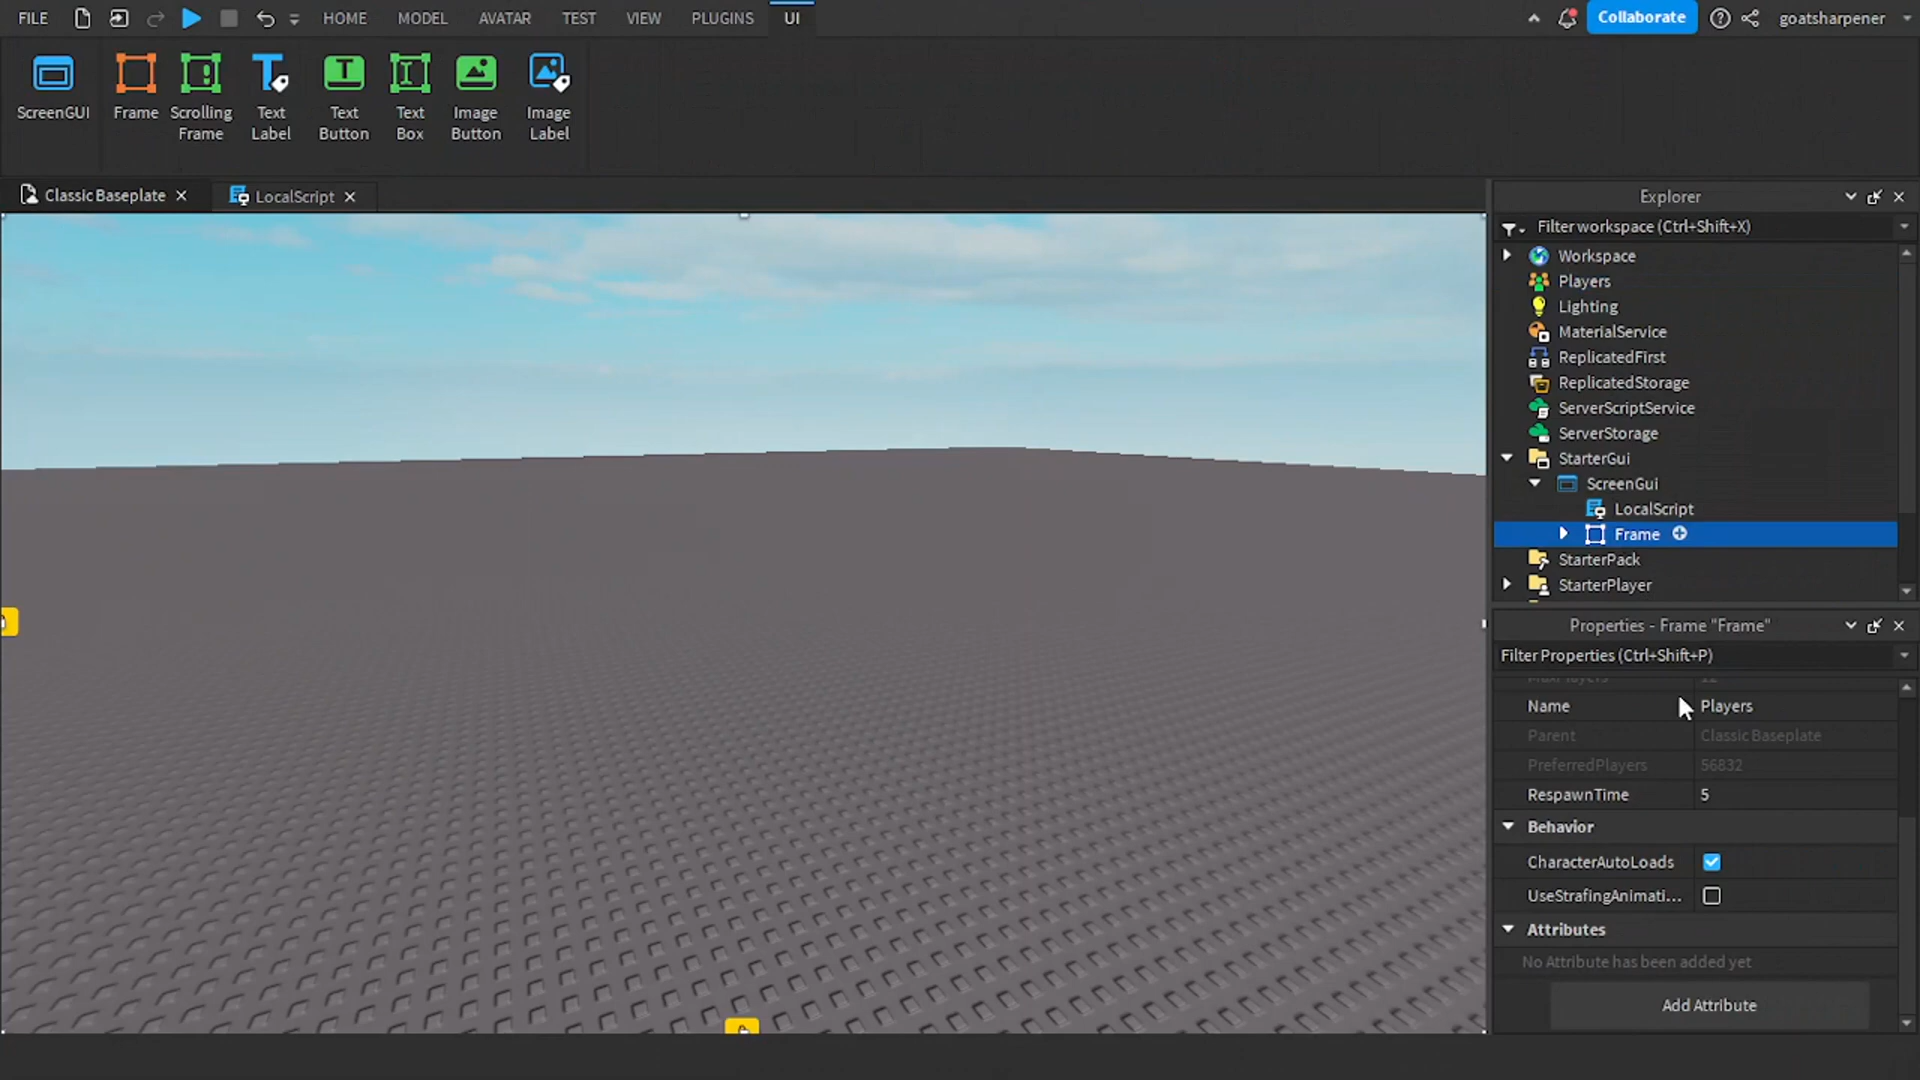 FILE HOME MODEL AVATAR TEST VIEW PLUGINS UI Collaborate goatsharpener
ScreenGUI
Frame
Scrolling
Frame
Text
Label
Text
Button
Text
Box
Image
Button
Image
Label
Classic Baseplate
LocalScript
Explorer
Filter workspace (Ctrl+Shift+X)
Workspace
Players
Lighting
MaterialService
ReplicatedFirst
ReplicatedStorage
ServerScriptService
ServerStorage
StarterGui
ScreenGui
LocalScript
Frame
StarterPack
StarterPlayer
Properties - Frame "Frame"
Filter Properties (Ctrl+Shift+P)
MaxPlayers 12
Name Players
Parent Classic Baseplate
PreferredPlayers 56832
RespawnTime 5
Behavior
CharacterAutoLoads
UseStrafingAnimati...
Attributes
No Attribute has been added yet
Add Attribute